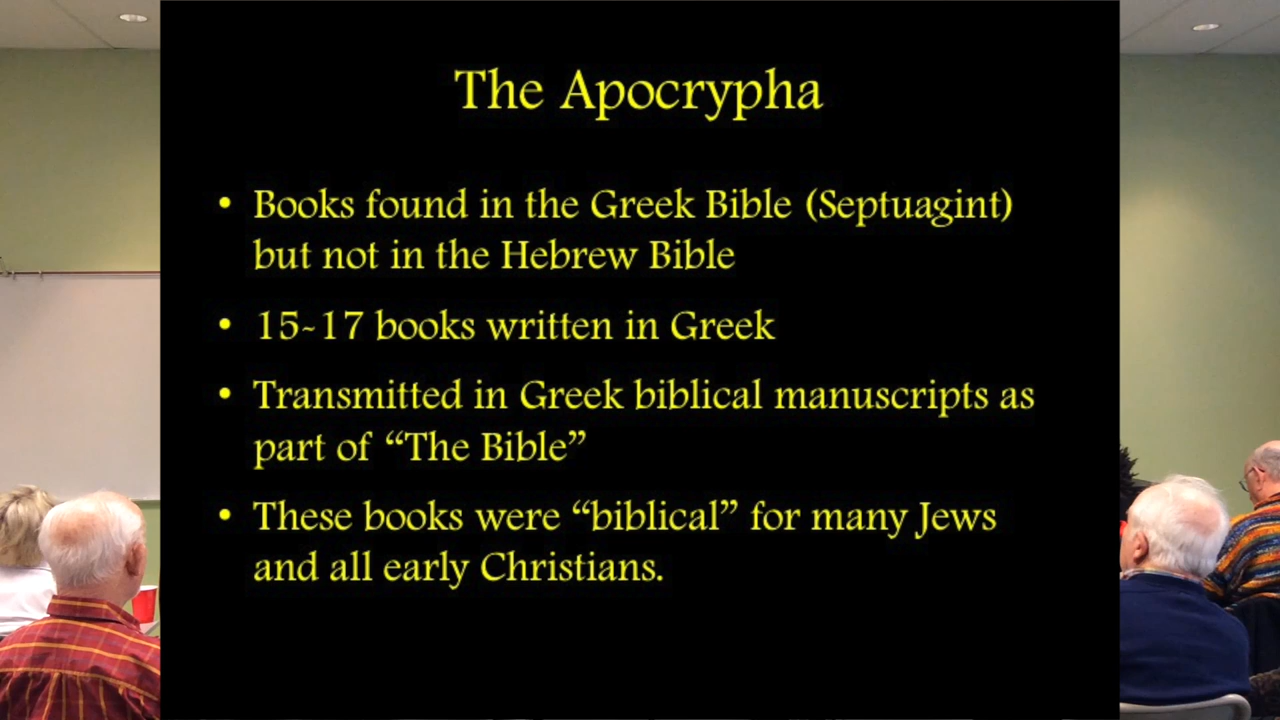 The Apocrypha
• Books found in the Greek Bible (Septuagint)
but not in the Hebrew Bible
• 15-17 books written in Greek
• Transmitted in Greek biblical manuscripts as
part of “The Bible”
• These books were “biblical” for many Jews
and all early Christians.